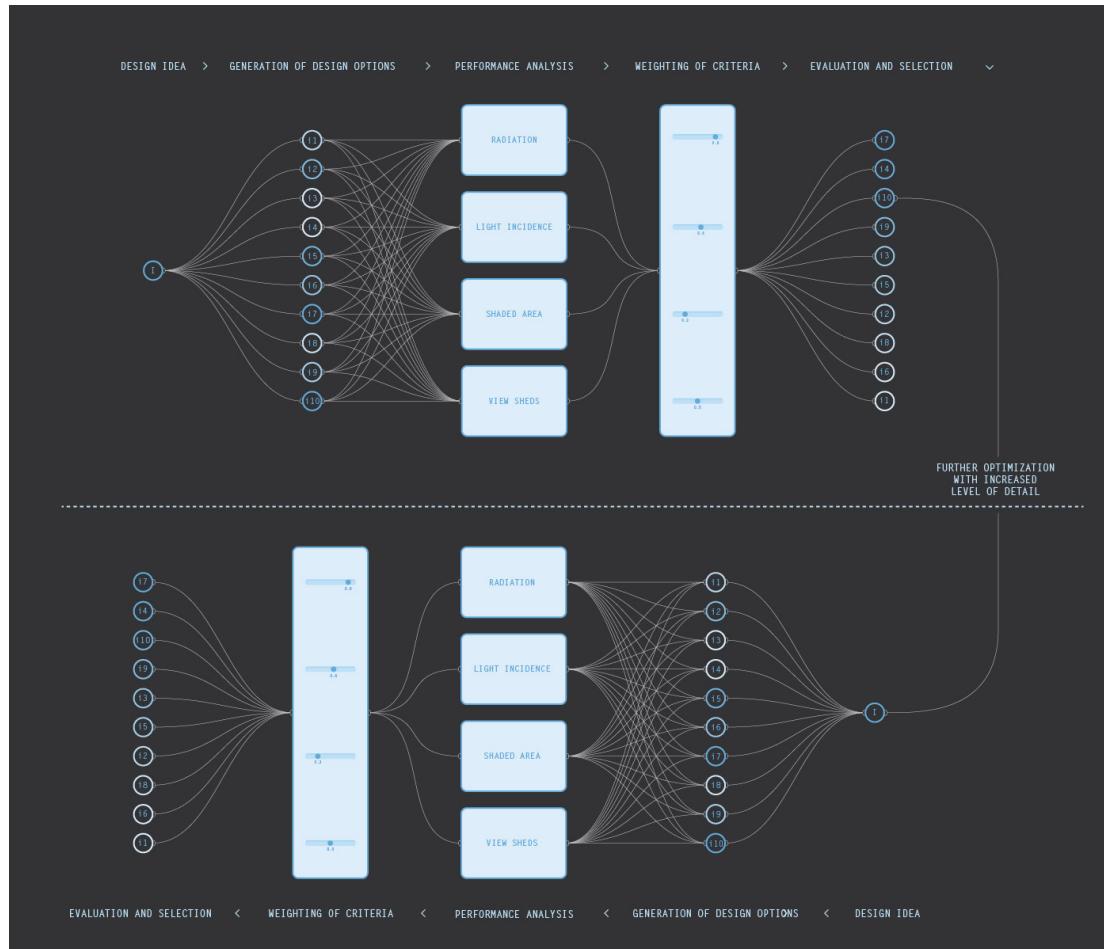 DESIGN IDEA > GENERATION OF DESIGN OPTIONS > PERFORMANCE ANALYSIS > WEIGHTING OF CRITERIA > EVALUATION AND SELECTION
I
i1
i2
i3
i4
i5
i6
i7
i8
i9
i10
RADIATION
LIGHT INCIDENCE
SHADED AREA
VIEW SHEDS
i7
i4
i10
i9
i3
i5
i2
i8
i6
i1
FURTHER OPTIMIZATION
WITH INCREASED
LEVEL OF DETAIL
i7
i4
i10
i9
i3
i5
i2
i8
i6
i1
RADIATION
LIGHT INCIDENCE
SHADED AREA
VIEW SHEDS
i1
i2
i3
i4
i5
i6
i7
i8
i9
i10
I
EVALUATION AND SELECTION < WEIGHTING OF CRITERIA < PERFORMANCE ANALYSIS < GENERATION OF DESIGN OPTIONS < DESIGN IDEA